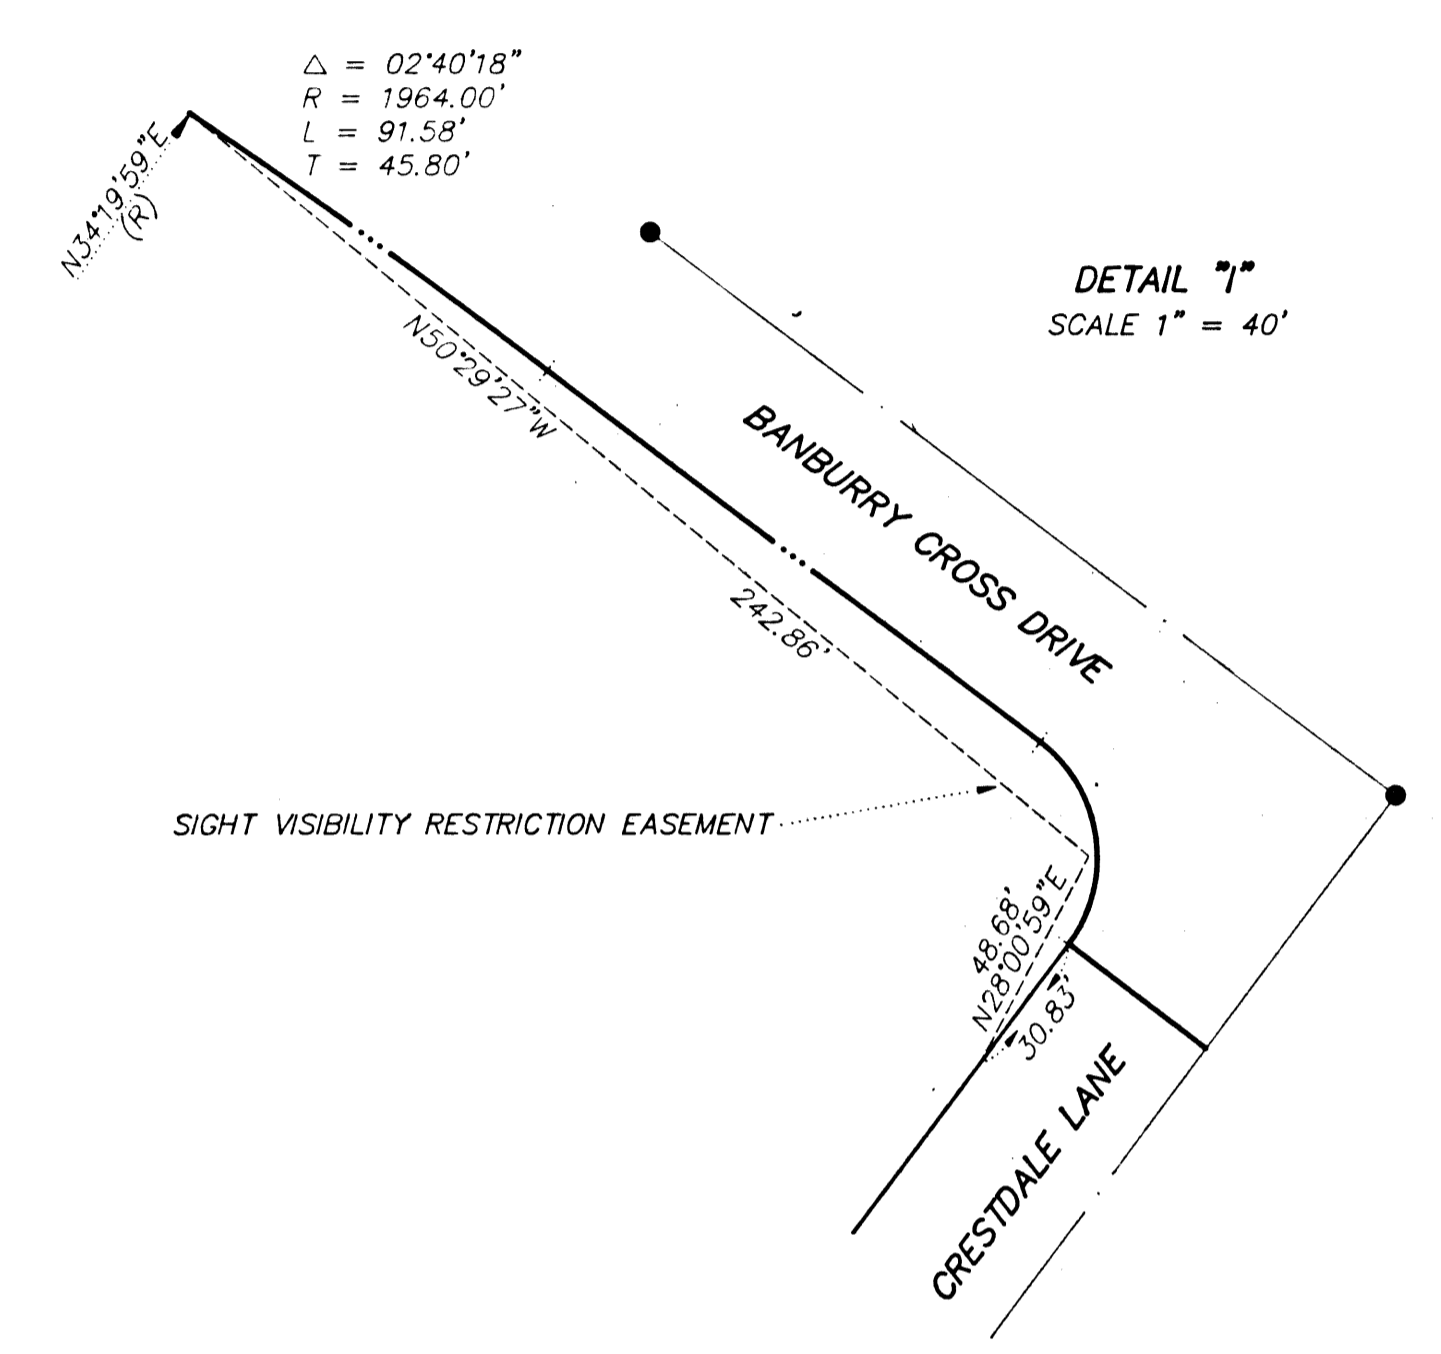 Δ = 02°40'18"
R = 1964.00'
L = 91.58'
T = 45.80'
N34°19'59"E
(R)
DETAIL "1"
SCALE 1" = 40'
N50°29'27"W
BANBURRY CROSS DRIVE
242.86'
SIGHT VISIBILITY RESTRICTION EASEMENT
48.68'
N28°00'59"E
30.83'
CRESTDALE LANE